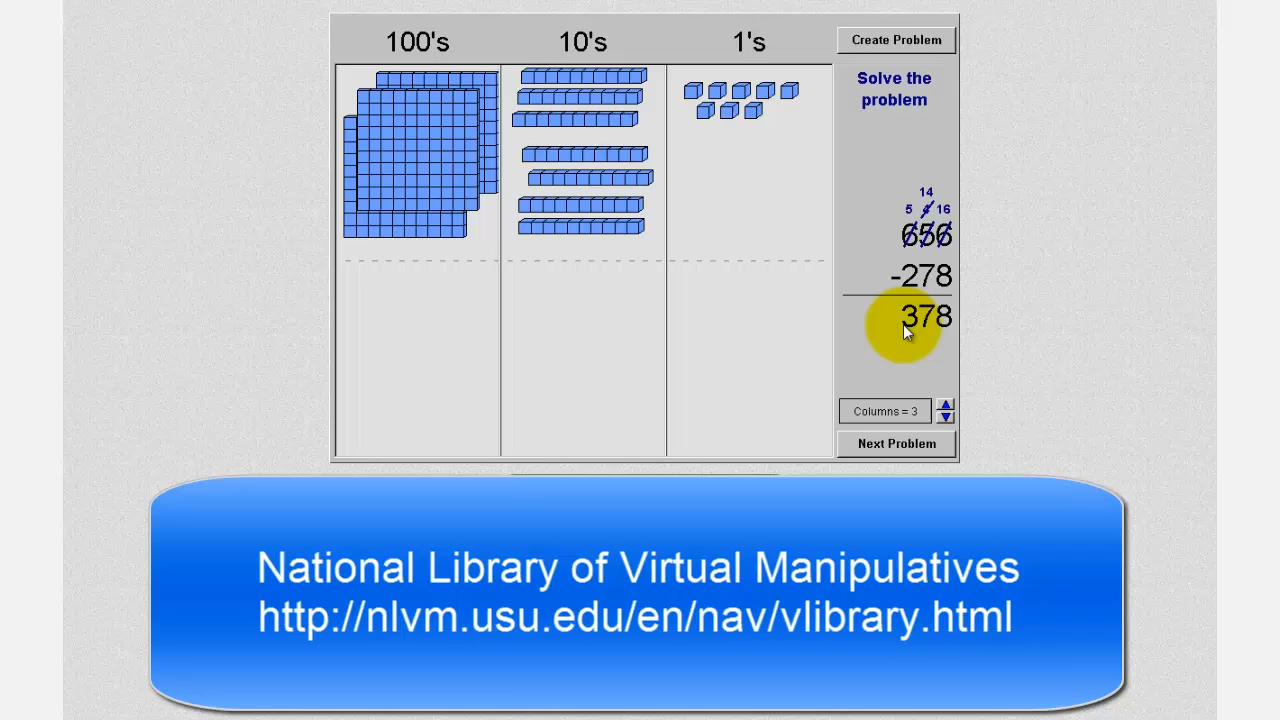 100's 10's 1's
Create Problem
Solve the
problem
14
5 4 16
656
-278
378
Columns = 3
Next Problem
National Library of Virtual Manipulatives
http://nlvm.usu.edu/en/nav/vlibrary.html